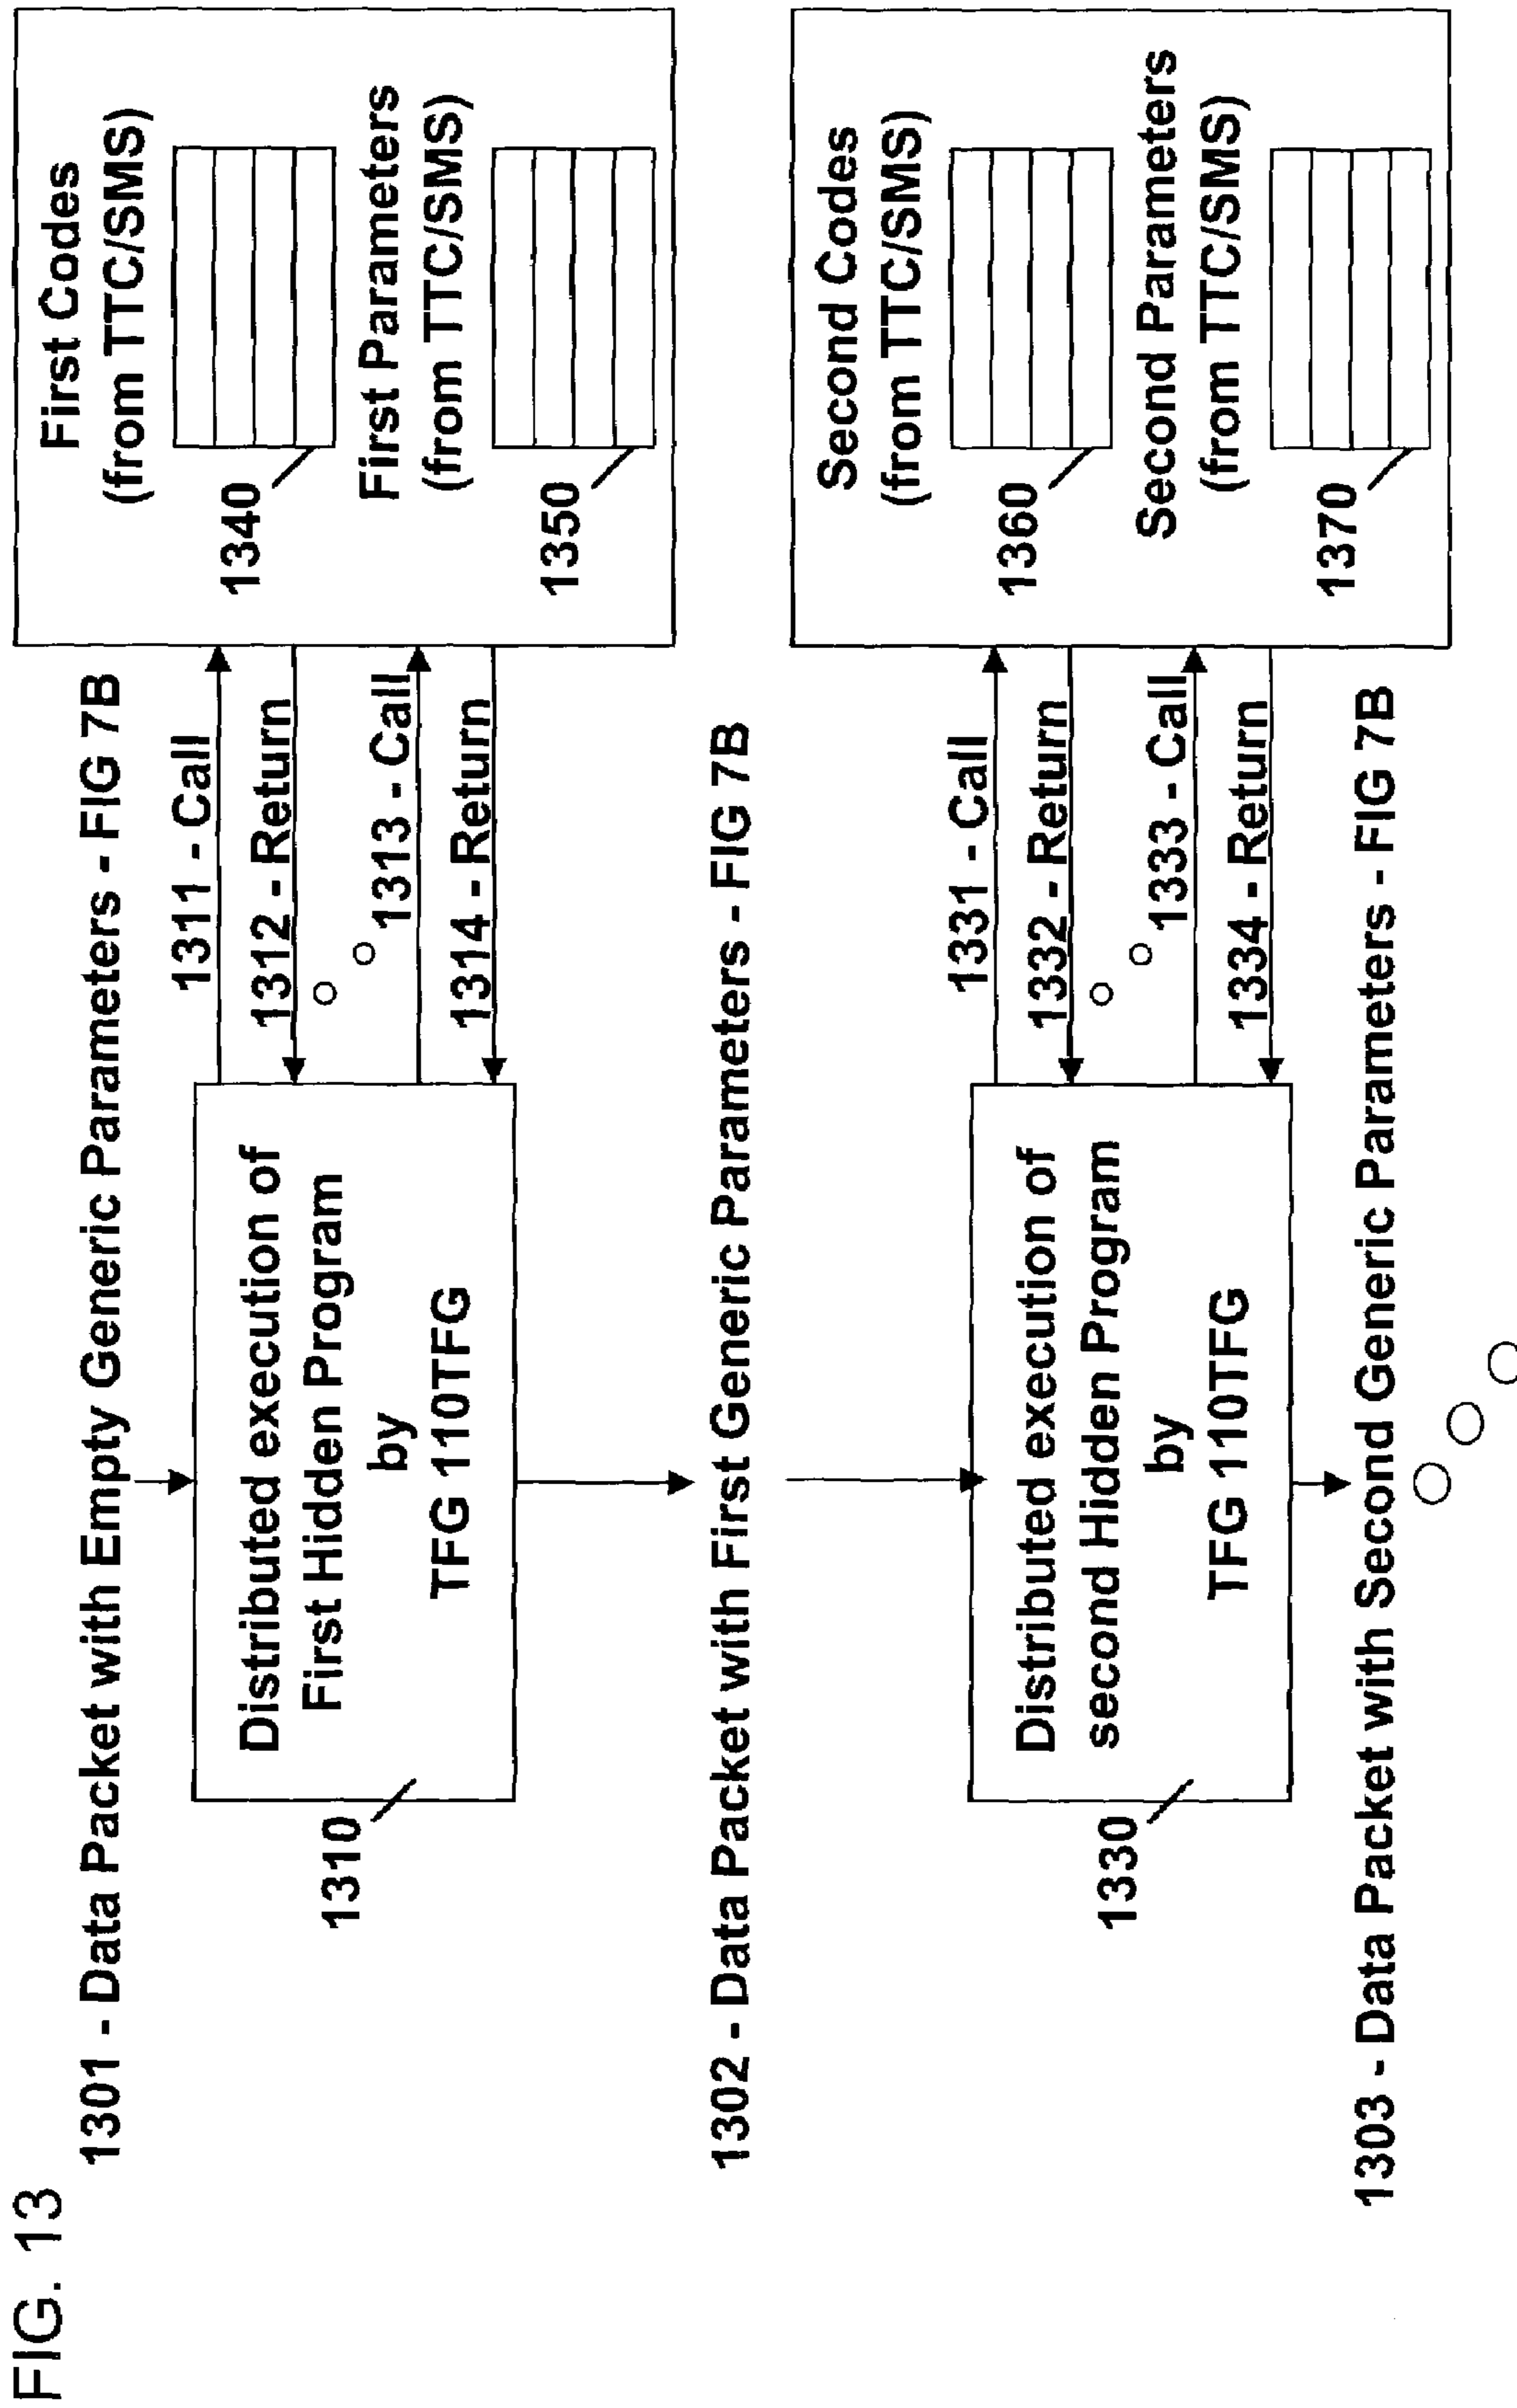 FIG. 13
1301 - Data Packet with Empty Generic Parameters - FIG 7B
1310
Distributed execution of
First Hidden Program
by
TFG 110TFG
1311 - Call
1312 - Return
1313 - Call
1314 - Return
First Codes
(from TTC/SMS)
1340
First Parameters
(from TTC/SMS)
1350
1302 - Data Packet with First Generic Parameters - FIG 7B
1330
Distributed execution of
second Hidden Program
by
TFG 110TFG
1331 - Call
1332 - Return
1333 - Call
1334 - Return
Second Codes
(from TTC/SMS)
1360
Second Parameters
(from TTC/SMS)
1370
1303 - Data Packet with Second Generic Parameters - FIG 7B